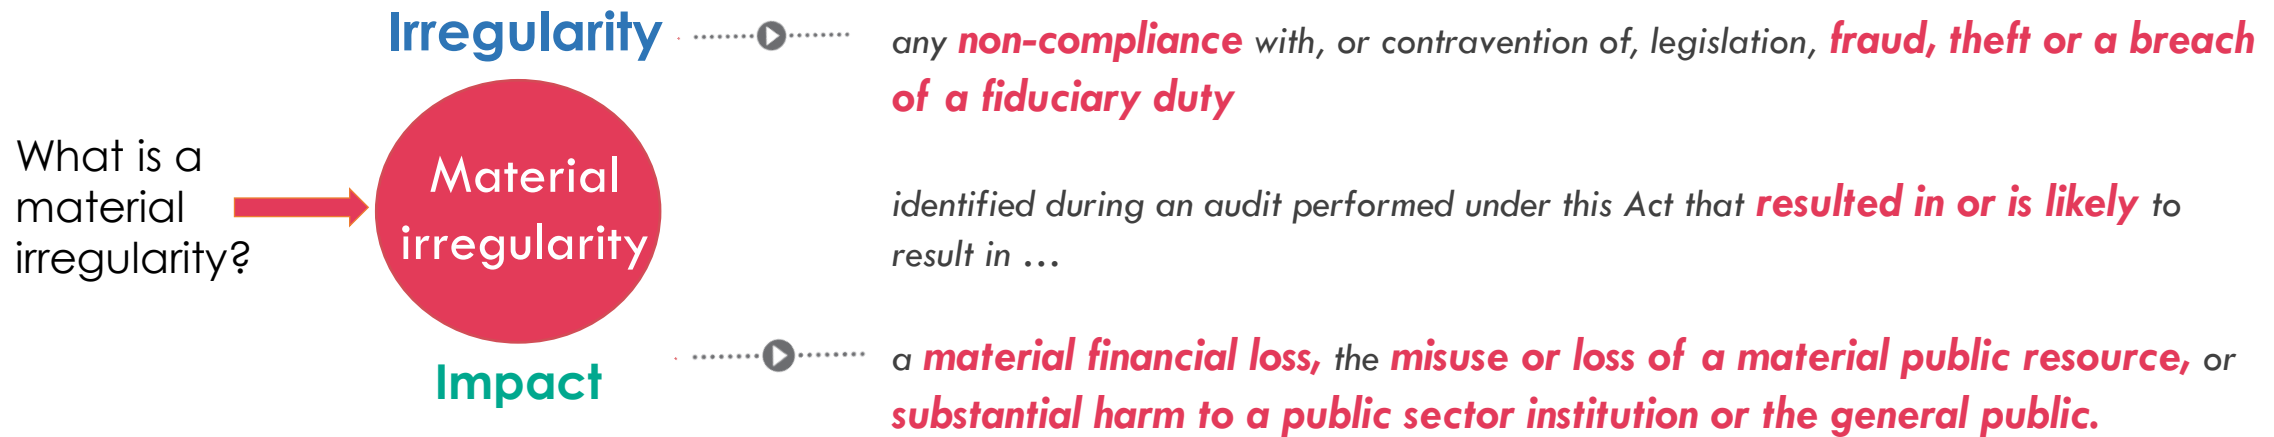 What is a
material
irregularity?
Irregularity
Material
irregularity
Impact
any non-compliance with, or contravention of, legislation, fraud, theft or a breach
of a fiduciary duty
identified during an audit performed under this Act that resulted in or is likely to
result in …
a material financial loss, the misuse or loss of a material public resource, or
substantial harm to a public sector institution or the general public.